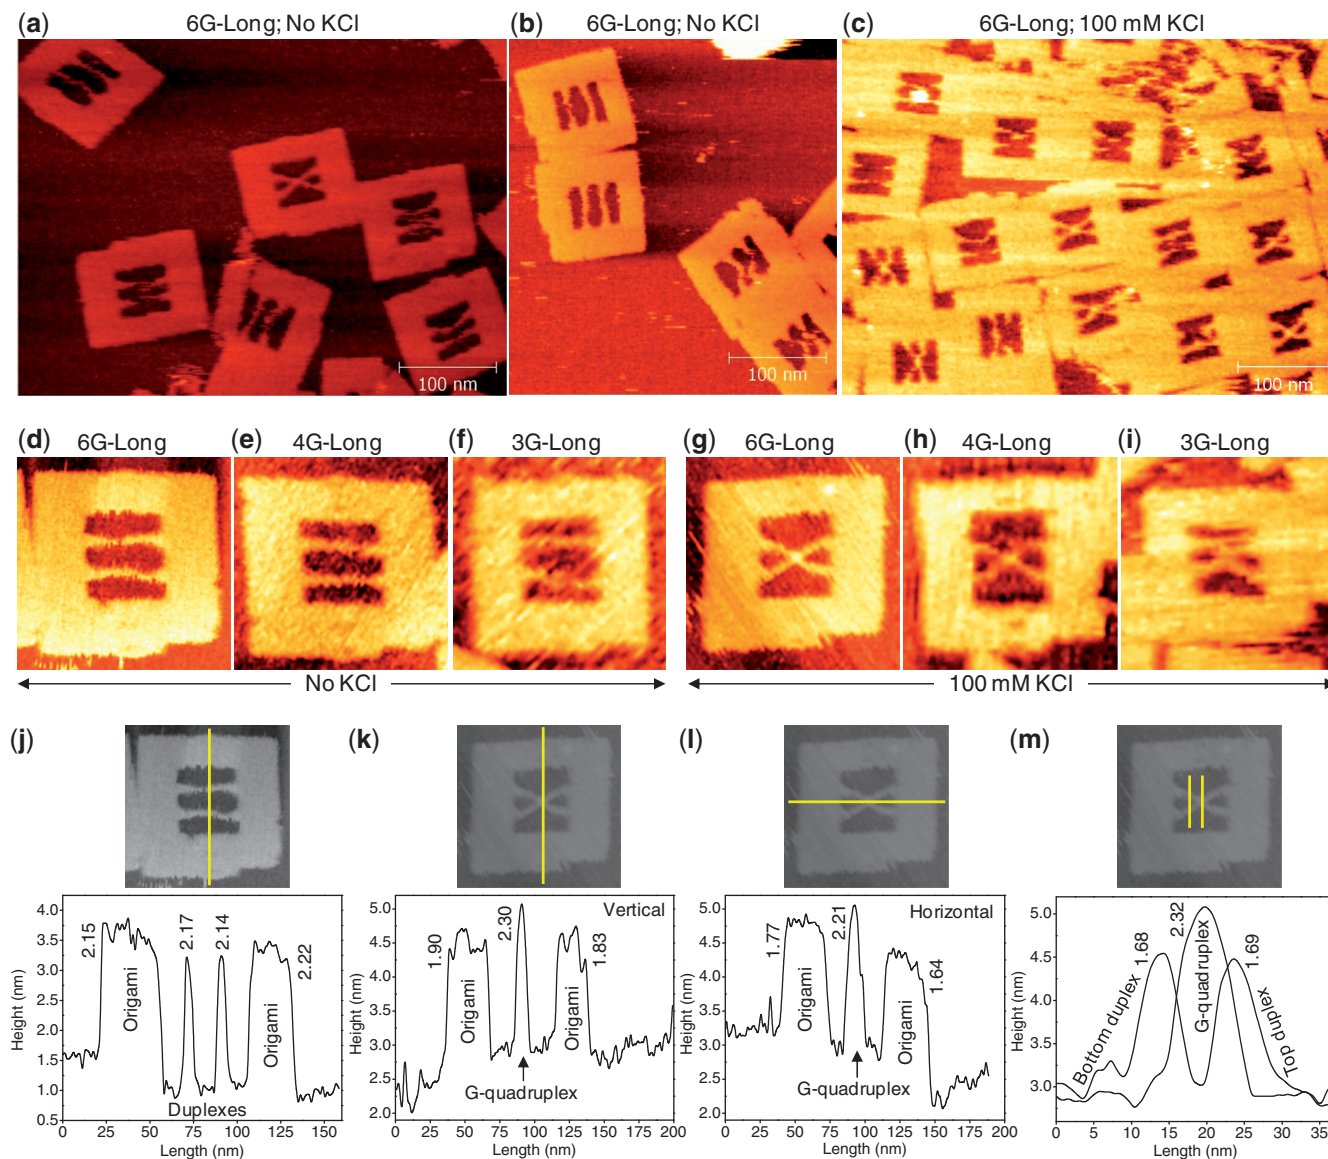 (a) 6G-Long; No KCl (b) 6G-Long; No KCl (c) 6G-Long; 100 mM KCl
100 nm 100 nm 100 nm
(d) 6G-Long (e) 4G-Long (f) 3G-Long (g) 6G-Long (h) 4G-Long (i) 3G-Long
No KCl 100 mM KCl
(j) (k) (l) (m)
Height (nm)
4.0
3.5
3.0
2.5
2.0
1.5
1.0
0.5
2.15
Origami
2.17
2.14
Origami
2.22
Duplexes
0 25 50 75 100 125 150
Length (nm)
Height (nm)
5.0
4.5
4.0
3.5
3.0
2.5
2.0
Vertical
1.90
Origami
2.30
Origami
1.83
G-quadruplex
0 25 50 75 100 125 150 175 200
Length (nm)
Height (nm)
5.0
4.5
4.0
3.5
3.0
2.5
2.0
Horizontal
1.77
Origami
2.21
Origami
1.64
G-quadruplex
0 25 50 75 100 125 150 175 200
Length (nm)
Height (nm)
5.0
4.5
4.0
3.5
3.0
Bottom duplex
1.68
2.32
G-quadruplex
1.69
Top duplex
0 5 10 15 20 25 30 35
Length (nm)